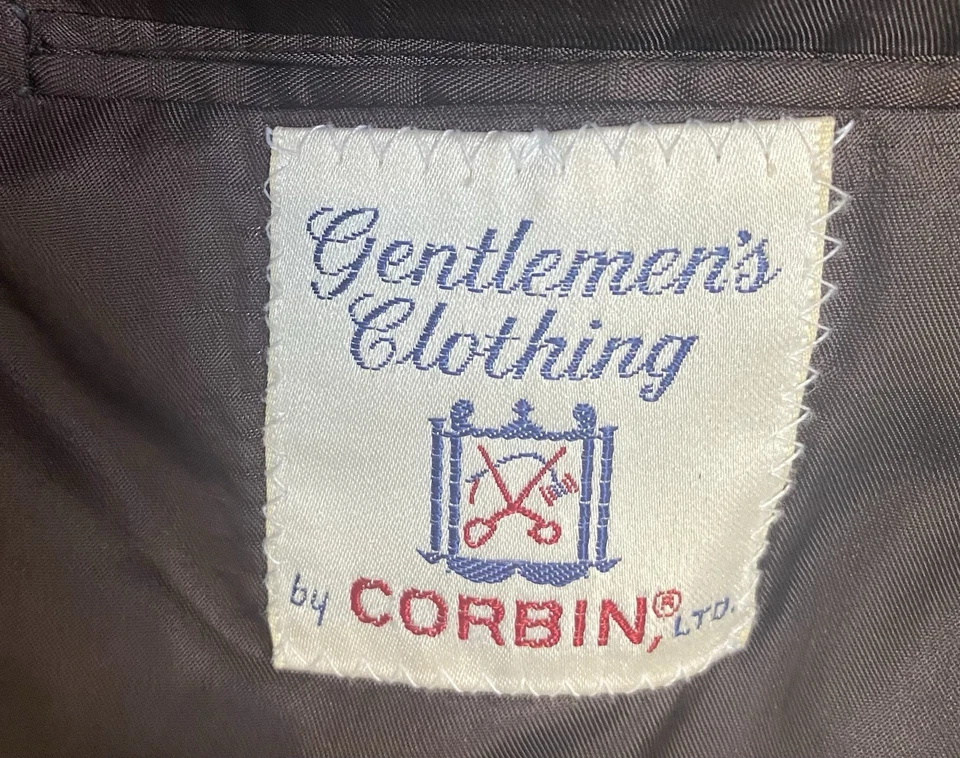 Gentlemen's
Clothing
by CORBIN,® LTD.